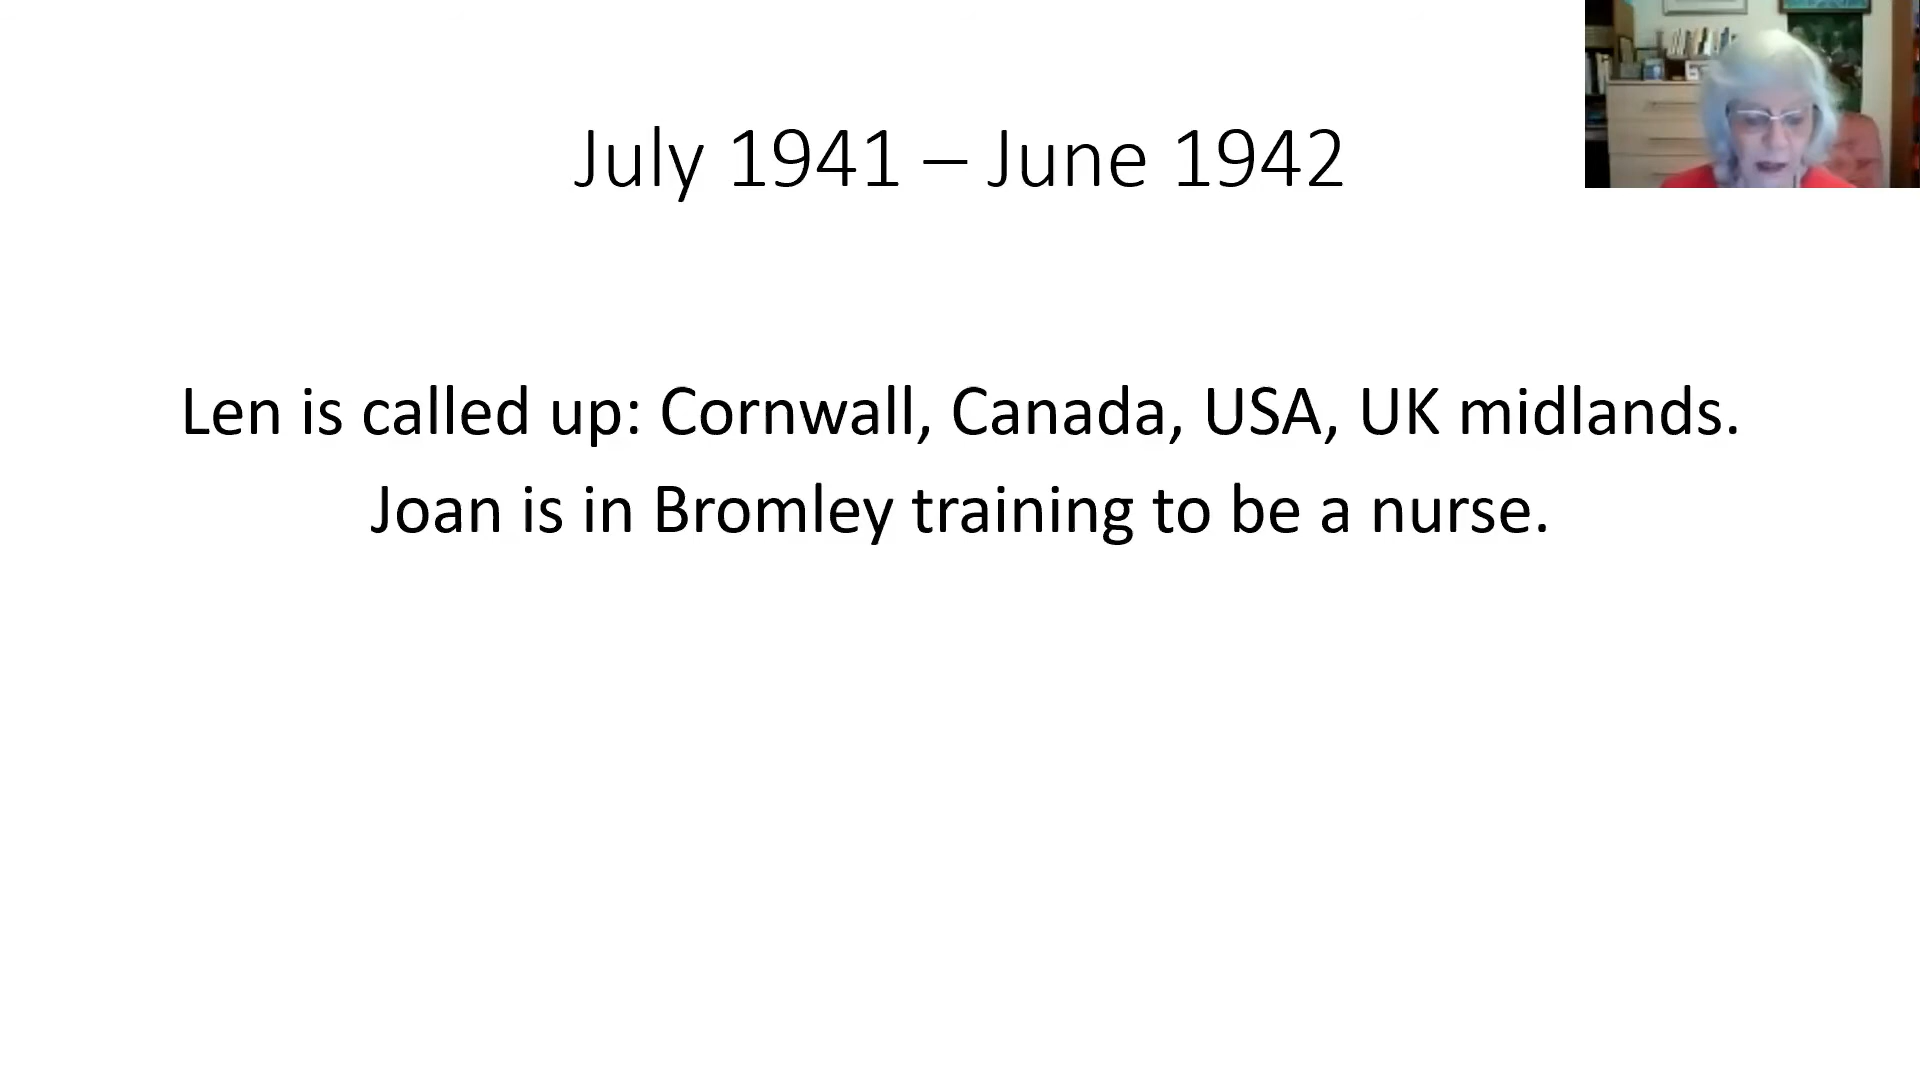 July 1941 – June 1942
Len is called up: Cornwall, Canada, USA, UK midlands.
Joan is in Bromley training to be a nurse.